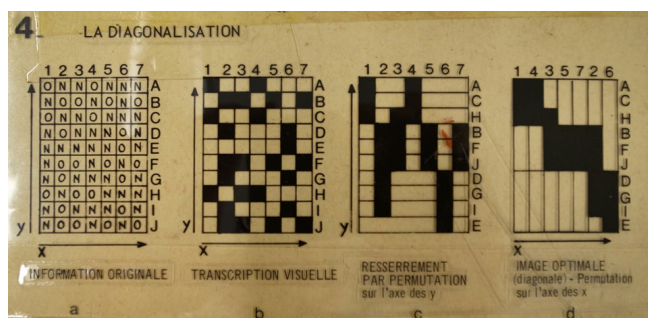 4_ LA DIAGONALISATION
1 2 3 4 5 6 7
O N N O N N N A
N O O N O N O B
O N N O N N N C
N O N N N O N D
N N N N N O N E
N O O N O N O F
N O N N N O N G
O N O O N N N H
N O N N N O N I
N O O N O N O J
y
x
INFORMATION ORIGINALE
a
1 2 3 4 5 6 7
A
B
C
D
E
F
G
H
I
J
y
x
TRANSCRIPTION VISUELLE
b
1 2 3 4 5 6 7
A
C
H
B
F
J
D
G
I
E
y
RESSERREMENT
PAR PERMUTATION
sur l'axe des y
c
1 4 3 5 7 2 6
A
C
H
B
F
J
D
G
I
E
x
IMAGE OPTIMALE
(diagonale) - Permutation
sur l'axe des x
d